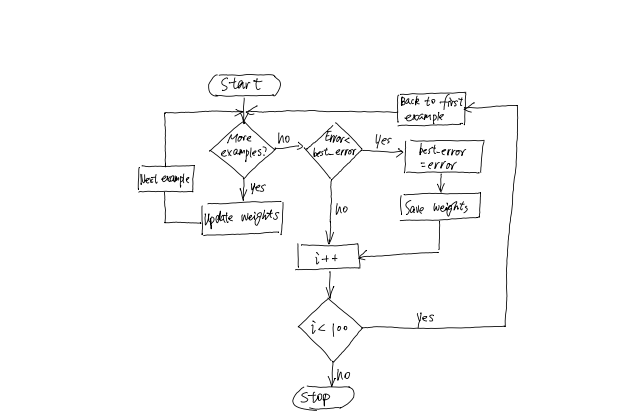 Start
Back to first
example
More
examples?
no
Error<
best_error
Yes
best_error
=error
Next example
yes
Update weights
no
Save weights
i++
i<100
yes
no
Stop